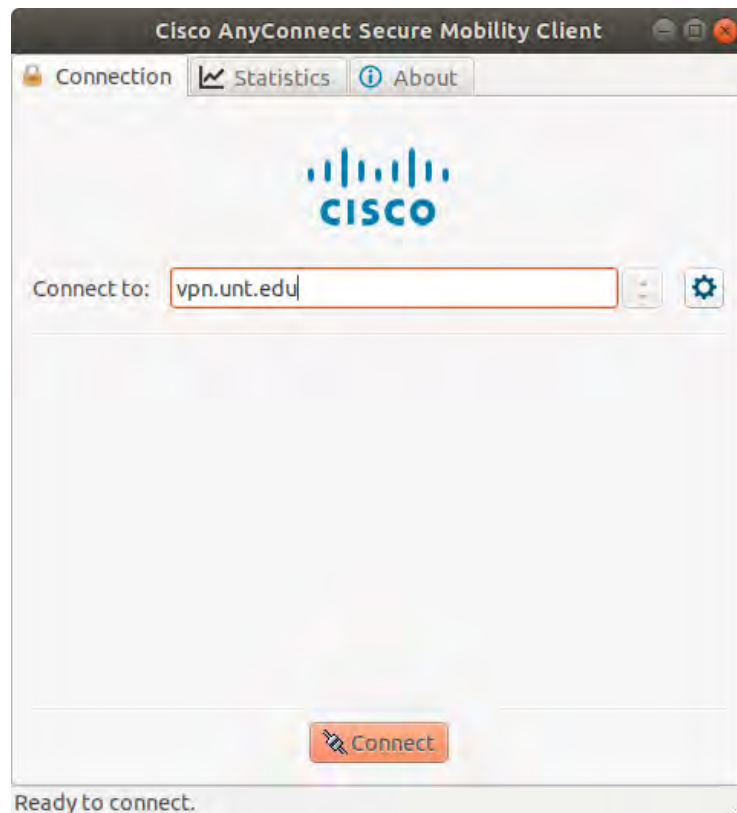 Cisco AnyConnect Secure Mobility Client
Connection Statistics About
CISCO
Connect to: vpn.unt.edu
Connect
Ready to connect.